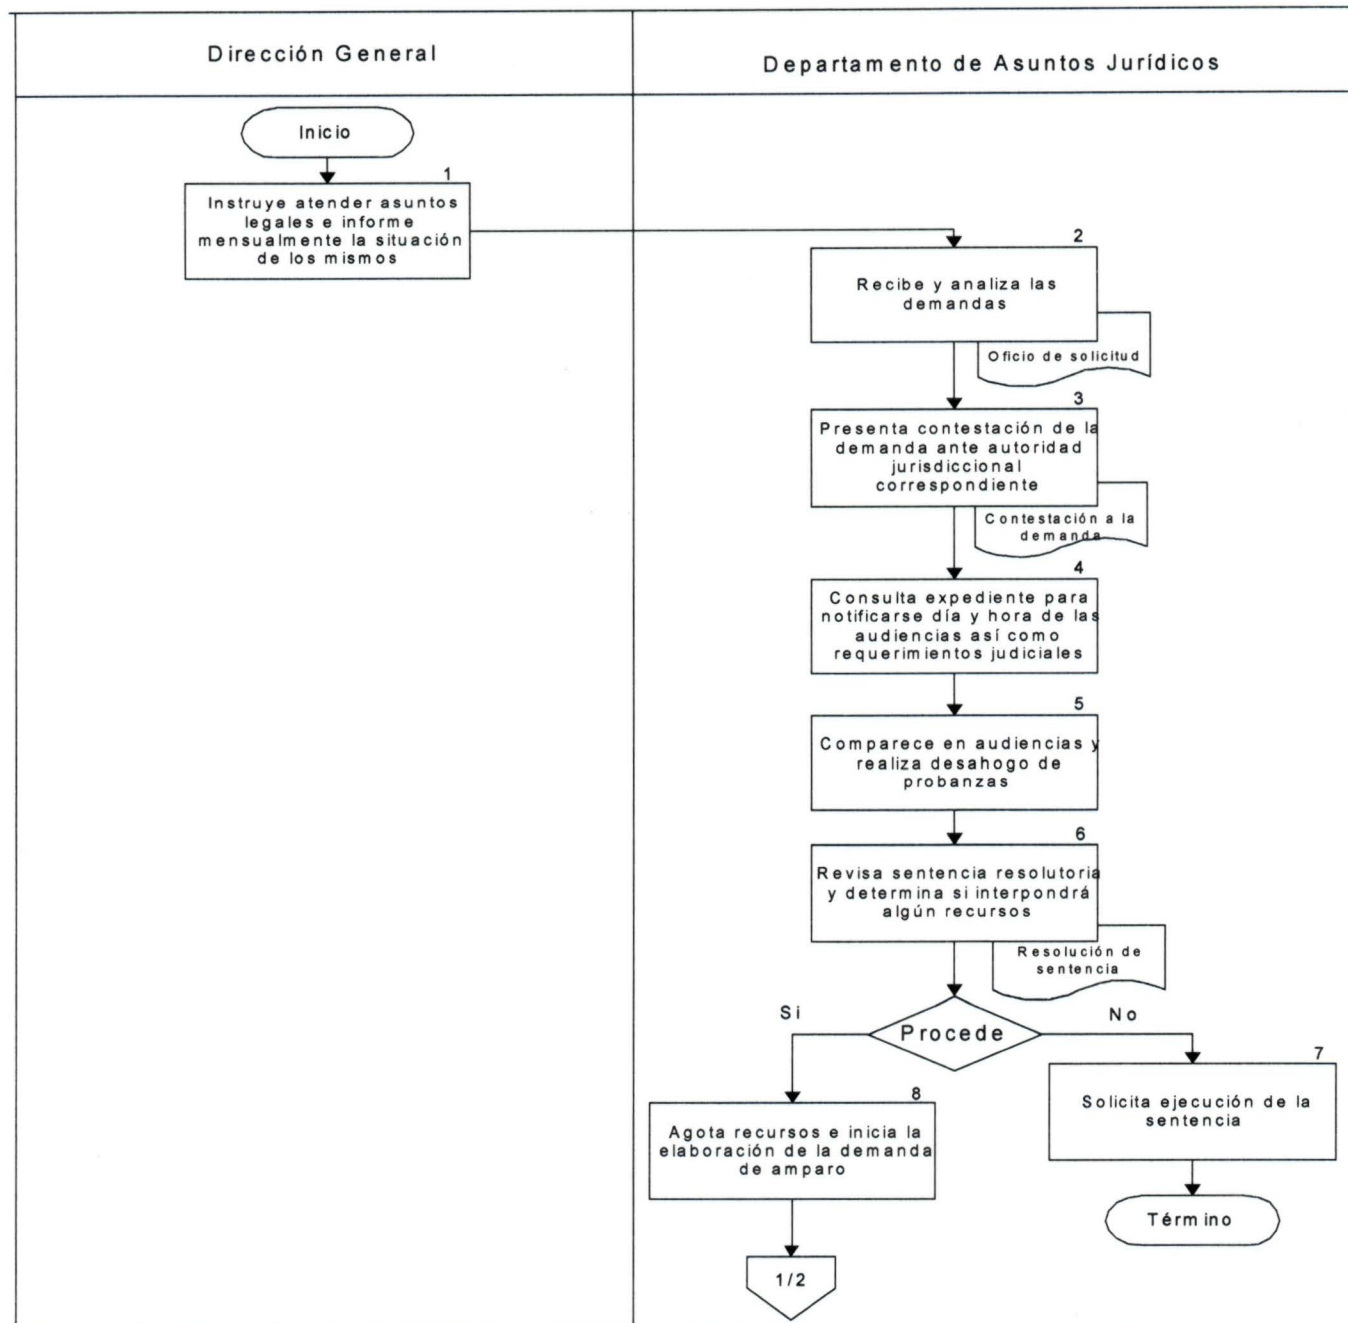 Dirección General
Departamento de Asuntos Jurídicos
Inicio
1
Instruye atender asuntos
legales e informe
mensualmente la situación
de los mismos
2
Recibe y analiza las
demandas
Oficio de solicitud
3
Presenta contestación de la
demanda ante autoridad
jurisdiccional
correspondiente
Contestación a la
demanda
4
Consulta expediente para
notificarse día y hora de las
audiencias así como
requerimientos judiciales
5
Comparece en audiencias y
realiza desahogo de
probanzas
6
Revisa sentencia resolutoria
y determina si interpondrá
algún recursos
Resolución de
sentencia
Procede
Si
No
7
Solicita ejecución de la
sentencia
Término
8
Agota recursos e inicia la
elaboración de la demanda
de amparo
1/2